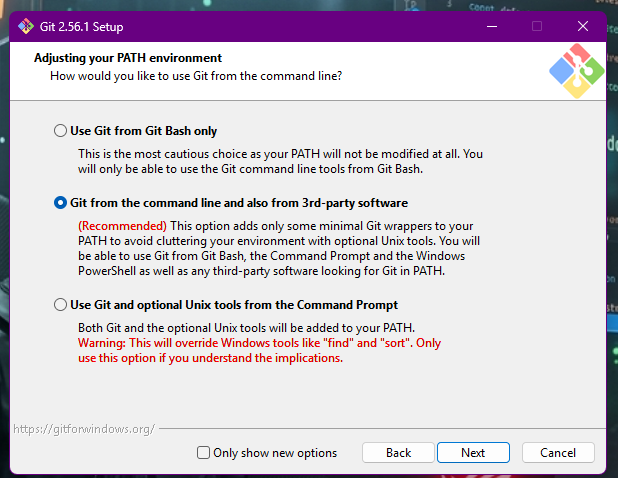 Git 2.56.1 Setup
Adjusting your PATH environment
How would you like to use Git from the command line?
Use Git from Git Bash only
This is the most cautious choice as your PATH will not be modified at all. You
will only be able to use the Git command line tools from Git Bash.
Git from the command line and also from 3rd-party software
(Recommended) This option adds only some minimal Git wrappers to your
PATH to avoid cluttering your environment with optional Unix tools. You will
be able to use Git from Git Bash, the Command Prompt and the Windows
PowerShell as well as any third-party software looking for Git in PATH.
Use Git and optional Unix tools from the Command Prompt
Both Git and the optional Unix tools will be added to your PATH.
Warning: This will override Windows tools like "find" and "sort". Only
use this option if you understand the implications.
https://gitforwindows.org/
Only show new options
Back
Next
Cancel